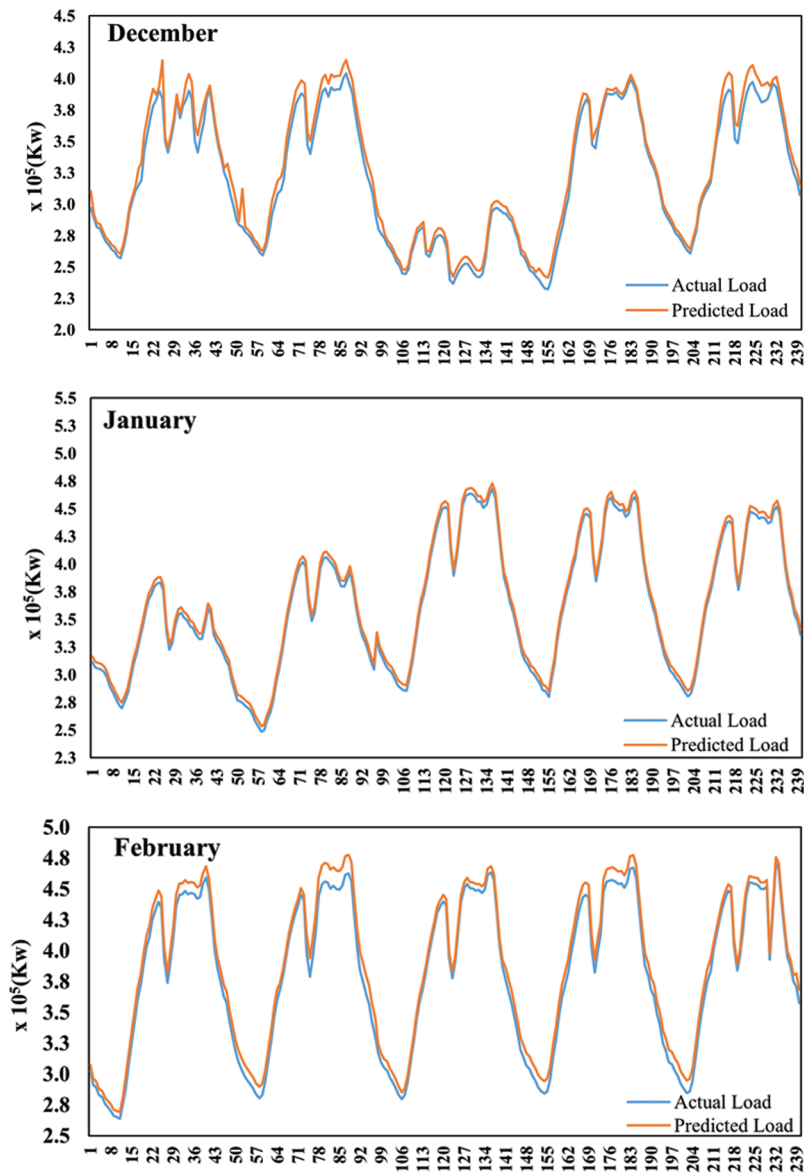 December
4.5
4.3
4.0
3.8
3.5
3.3
3.0
2.8
2.5
2.3
2.0
x 10⁵(Kw)
Actual Load
Predicted Load
1 8 15 22 29 36 43 50 57 64 71 78 85 92 99 106 113 120 127 134 141 148 155 162 169 176 183 190 197 204 211 218 225 232 239
January
5.5
5.3
5.0
4.8
4.5
4.3
4.0
3.8
3.5
3.3
3.0
2.8
2.5
2.3
x 10⁵(Kw)
Actual Load
Predicted Load
1 8 15 22 29 36 43 50 57 64 71 78 85 92 99 106 113 120 127 134 141 148 155 162 169 176 183 190 197 204 211 218 225 232 239
February
5.0
4.8
4.5
4.3
4.0
3.8
3.5
3.3
3.0
2.8
2.5
x 10⁵(Kw)
Actual Load
Predicted Load
1 8 15 22 29 36 43 50 57 64 71 78 85 92 99 106 113 120 127 134 141 148 155 162 169 176 183 190 197 204 211 218 225 232 239